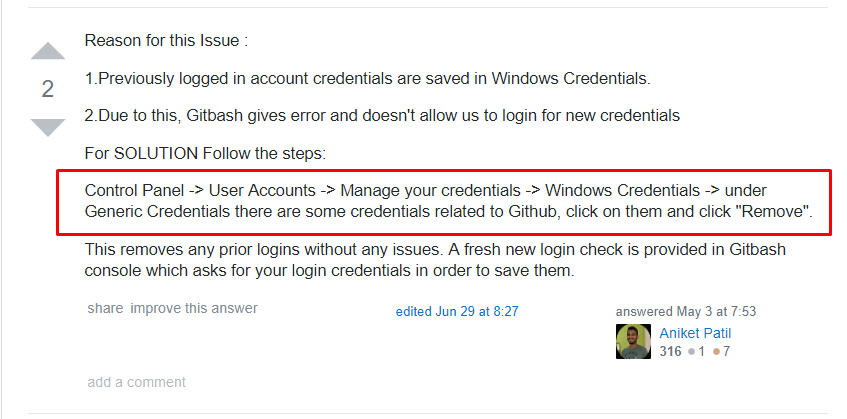 Reason for this Issue :
2
1.Previously logged in account credentials are saved in Windows Credentials.
2.Due to this, Gitbash gives error and doesn't allow us to login for new credentials
For SOLUTION Follow the steps:
Control Panel -> User Accounts -> Manage your credentials -> Windows Credentials -> under
Generic Credentials there are some credentials related to Github, click on them and click "Remove".
This removes any prior logins without any issues. A fresh new login check is provided in Gitbash
console which asks for your login credentials in order to save them.
share improve this answer
edited Jun 29 at 8:27
answered May 3 at 7:53
Aniket Patil
316 ●1 ●7
add a comment